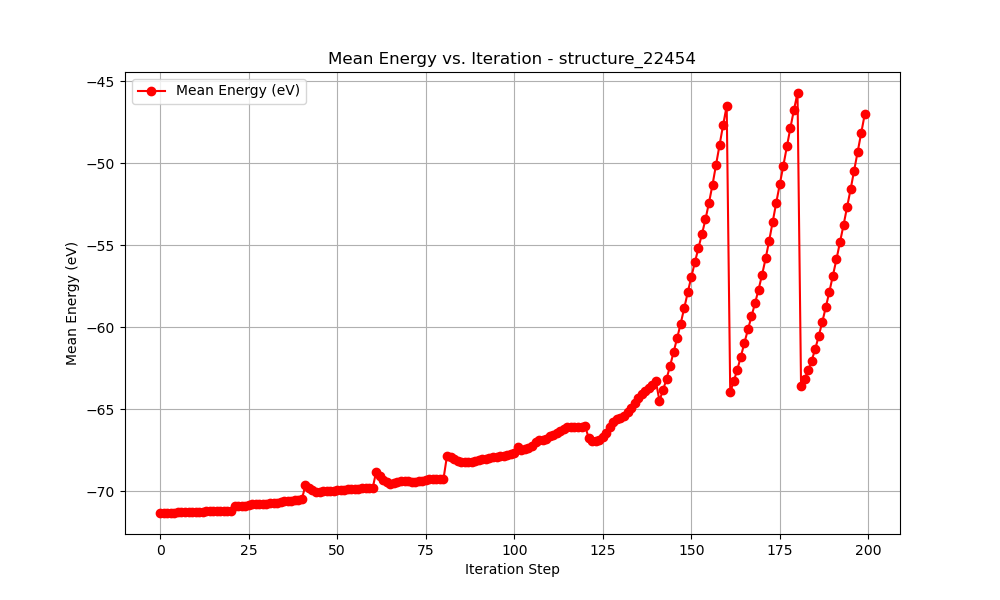 Mean Energy vs. Iteration - structure_22454
Mean Energy (eV)
−45
−50
−55
−60
−65
−70
Mean Energy (eV)
0 25 50 75 100 125 150 175 200
Iteration Step